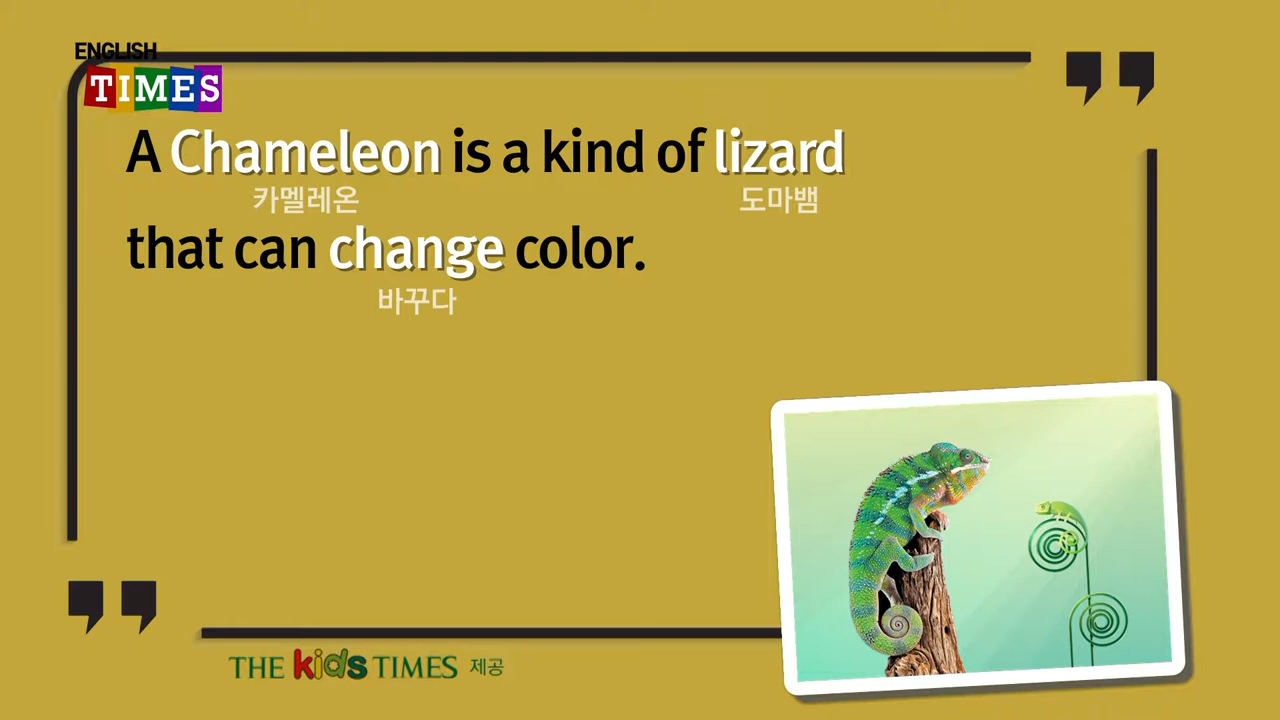 ENGLISH
TIMES
A Chameleon is a kind of lizard
카멜레온 도마뱀
that can change color.
바꾸다
THE kids TIMES 제공